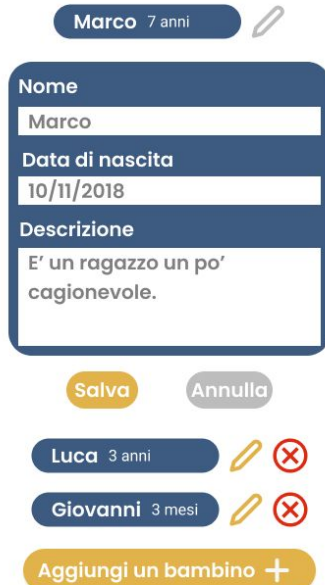 Marco 7 anni
Nome
Marco
Data di nascita
10/11/2018
Descrizione
E' un ragazzo un po'
cagionevole.
Salva Annulla
Luca 3 anni
Giovanni 3 mesi
Aggiungi un bambino +